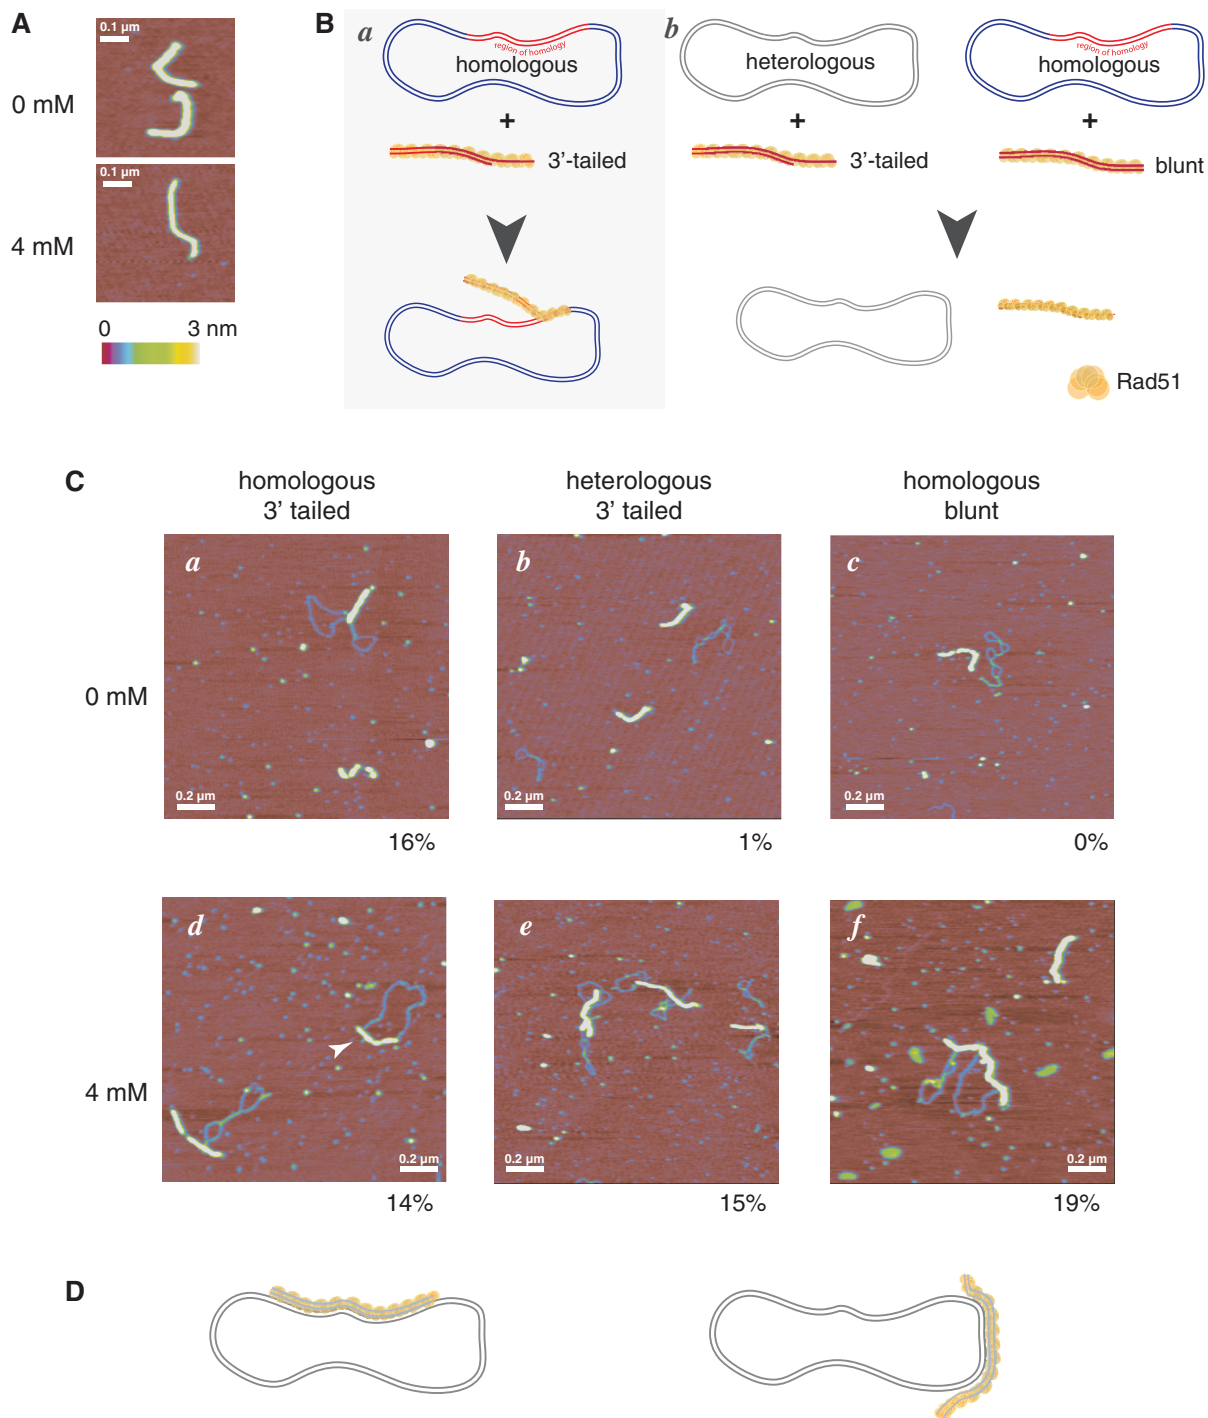 A
0.1 µm
0 mM
0.1 µm
4 mM
0 3 nm
B
a
region of homology
homologous
+
3’-tailed
b
heterologous
+
3’-tailed
region of homology
homologous
+
blunt
Rad51
C
homologous
3’ tailed
heterologous
3’ tailed
homologous
blunt
0 mM
a
0.2 µm
16%
b
0.2 µm
1%
c
0.2 µm
0%
4 mM
d
0.2 µm
14%
e
0.2 µm
15%
f
0.2 µm
19%
D